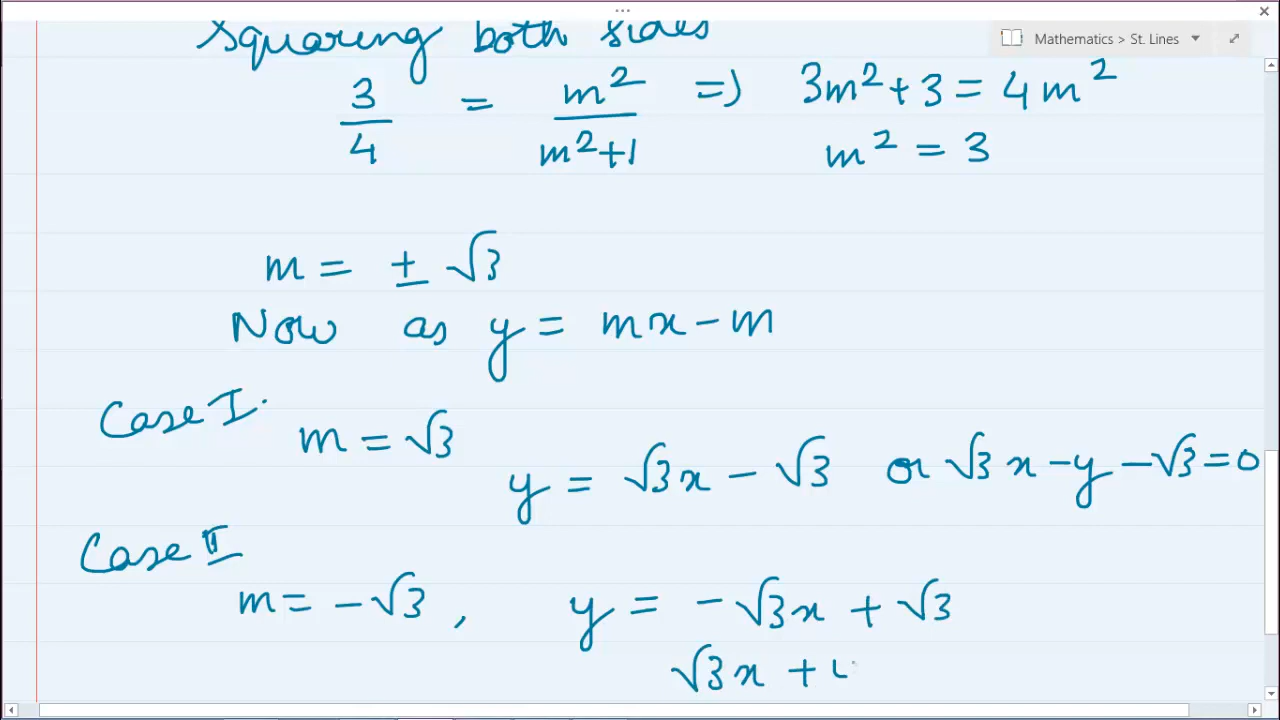 Squaring both sides
Mathematics > St. Lines
3/4 = m²/(m²+1) => 3m²+3 = 4m²
m² = 3
m = ± √3
Now as y = mx - m
Case I.
m = √3
y = √3x - √3 or √3x - y - √3 = 0
Case II
m = -√3, y = -√3x + √3
√3x +